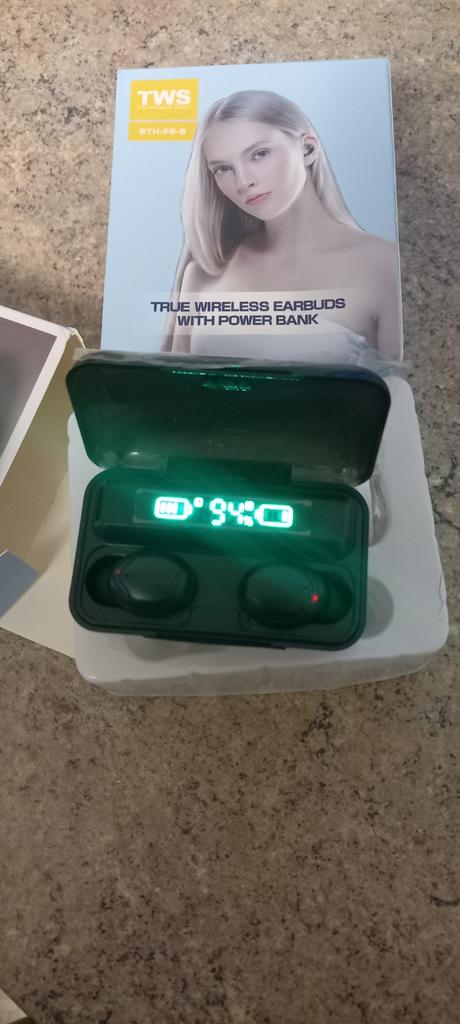 TWS
BTH-F9-5
TRUE WIRELESS EARBUDS
WITH POWER BANK
94%